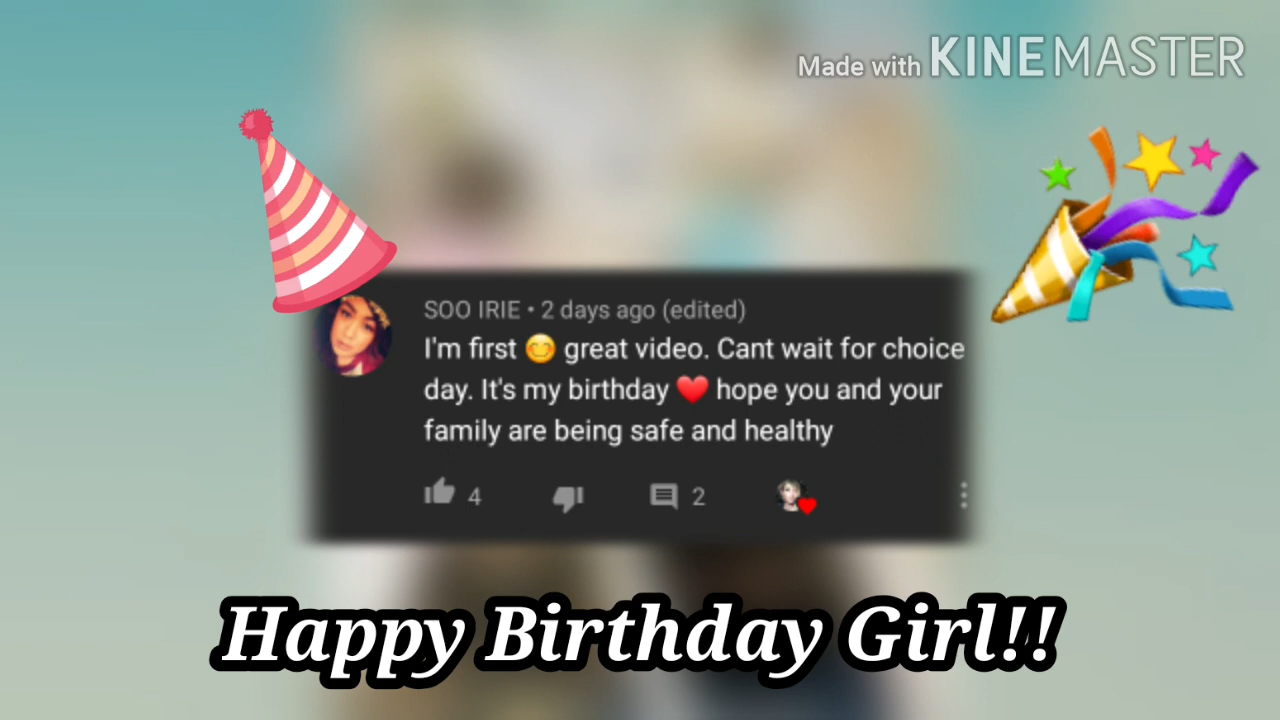 Made with KINEMASTER
SOO IRIE • 2 days ago (edited)
I'm first 😊 great video. Cant wait for choice
day. It's my birthday ❤️ hope you and your
family are being safe and healthy
4
2
Happy Birthday Girl!!